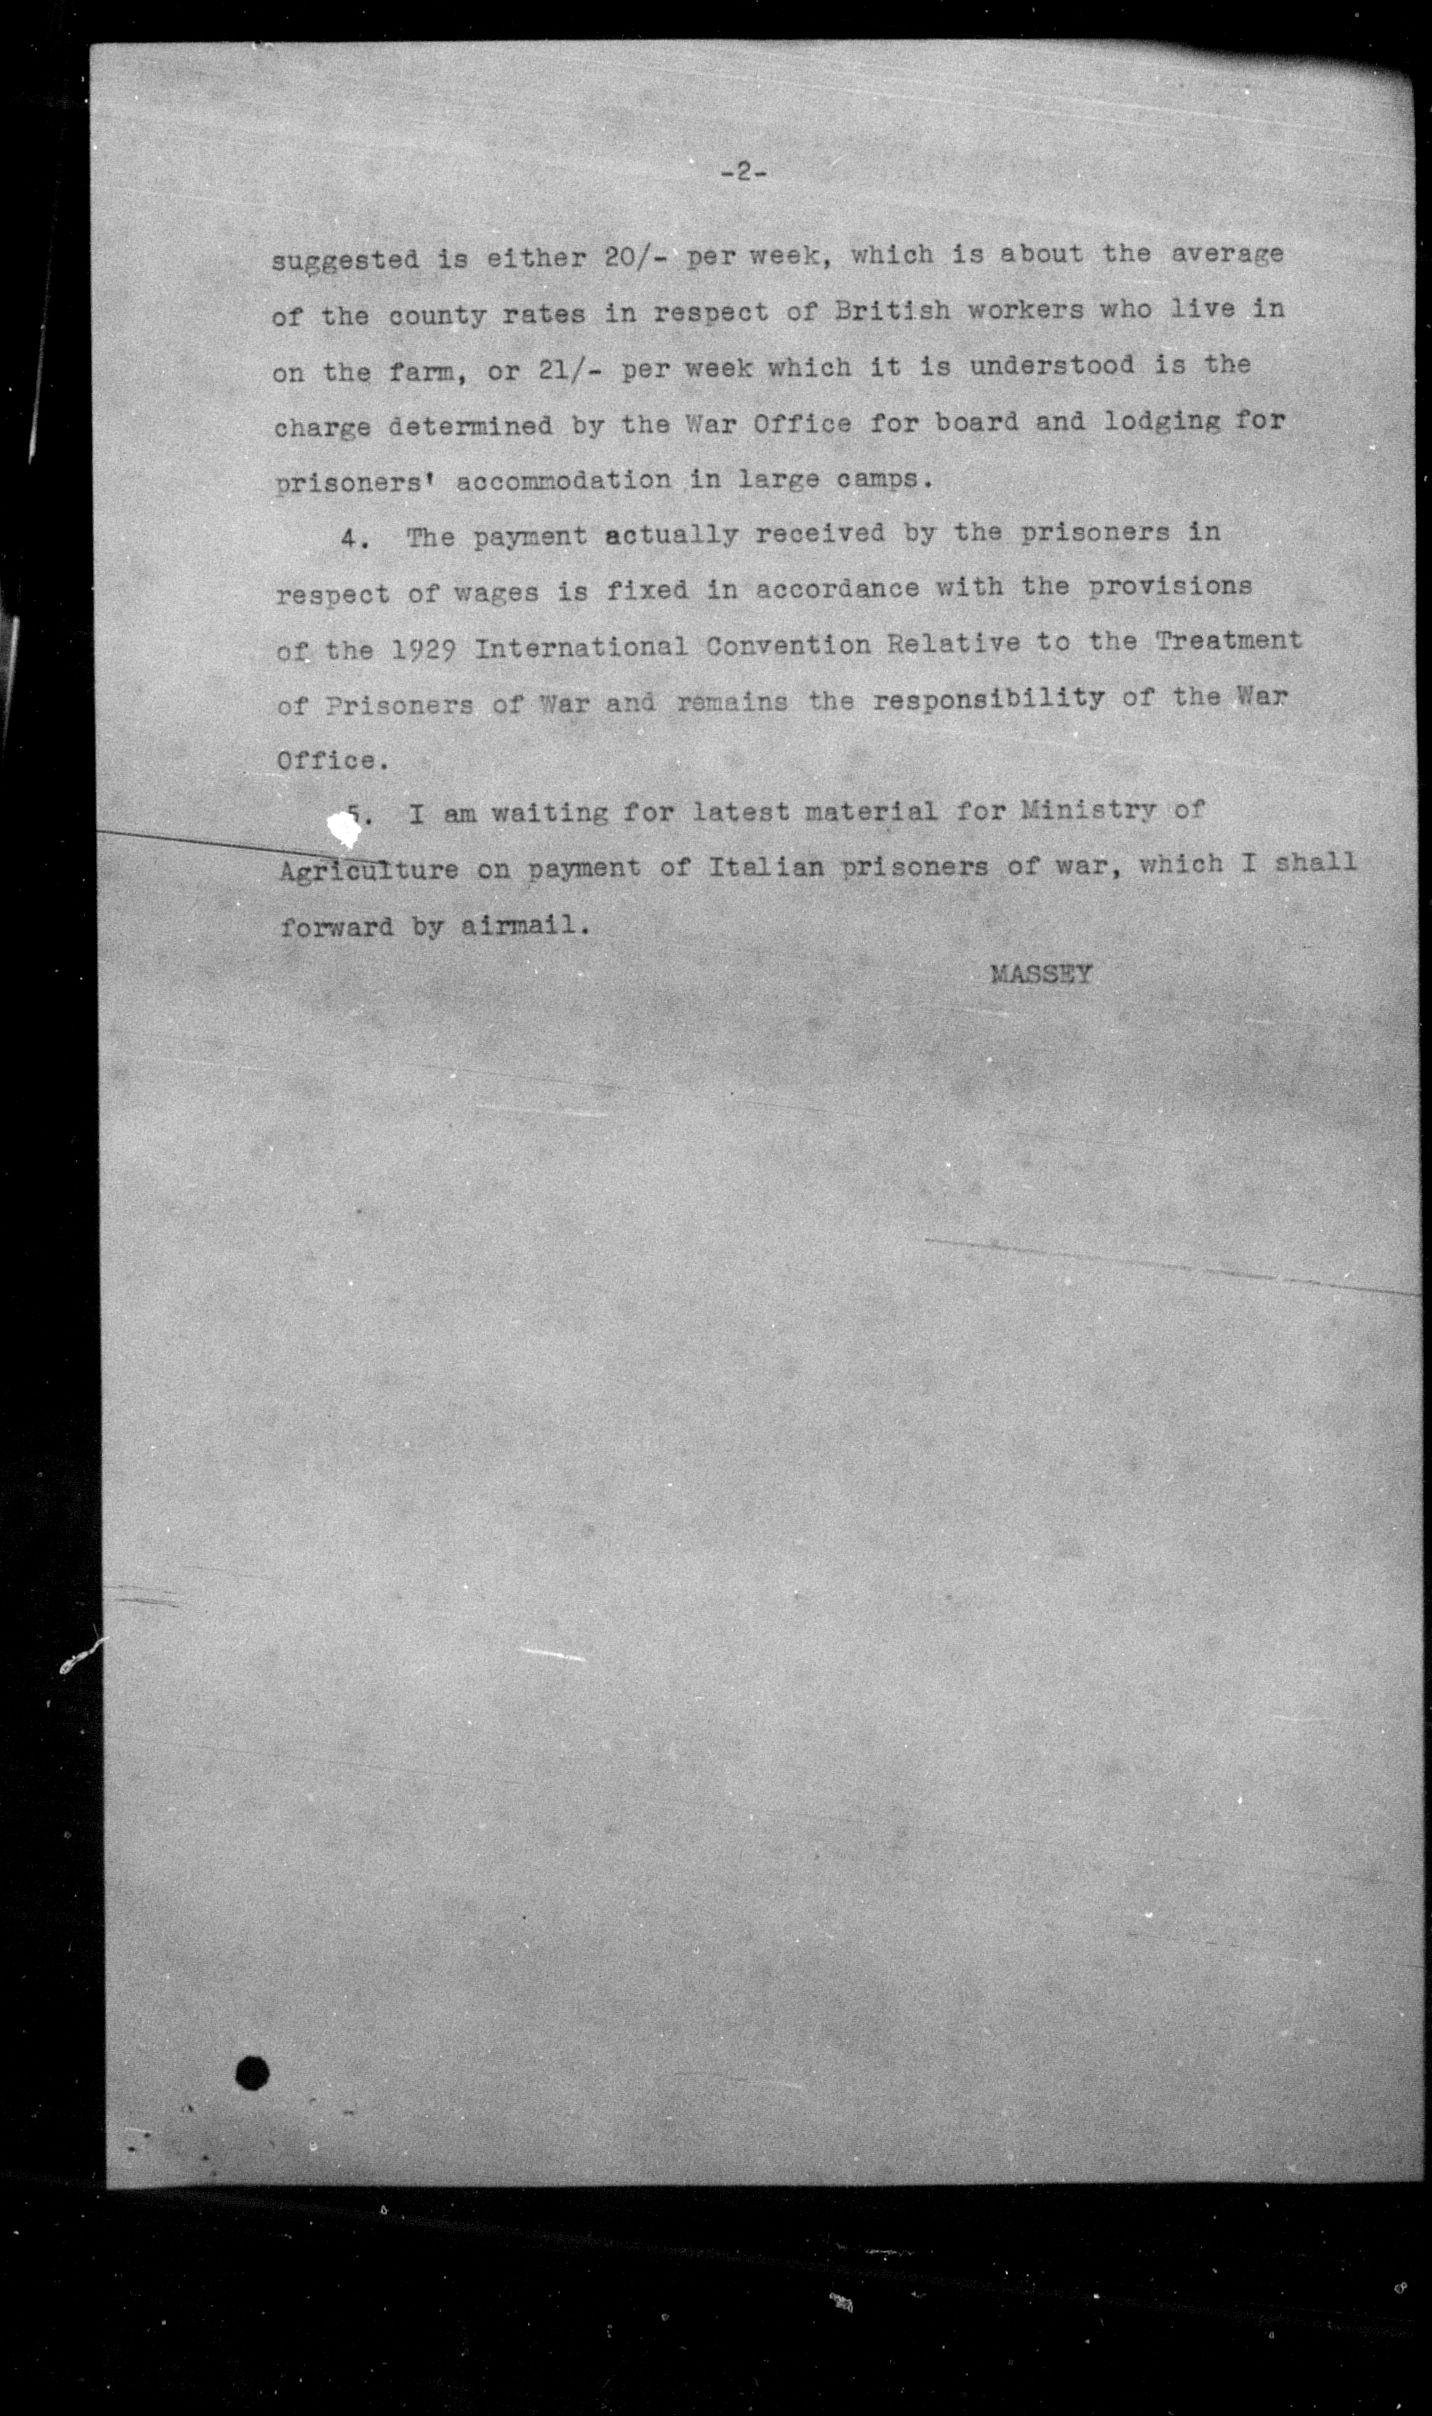 -2-
suggested is either 20/- per week, which is about the average
of the county rates in respect of British workers who live in
on the farm, or 21/- per week which it is understood is the
charge determined by the War Office for board and lodging for
prisoners' accommodation in large camps.
4. The payment actually received by the prisoners in
respect of wages is fixed in accordance with the provisions
of the 1929 International Convention Relative to the Treatment
of Prisoners of War and remains the responsibility of the War
Office.
5. I am waiting for latest material for Ministry of
Agriculture on payment of Italian prisoners of war, which I shall
forward by airmail.
MASSEY